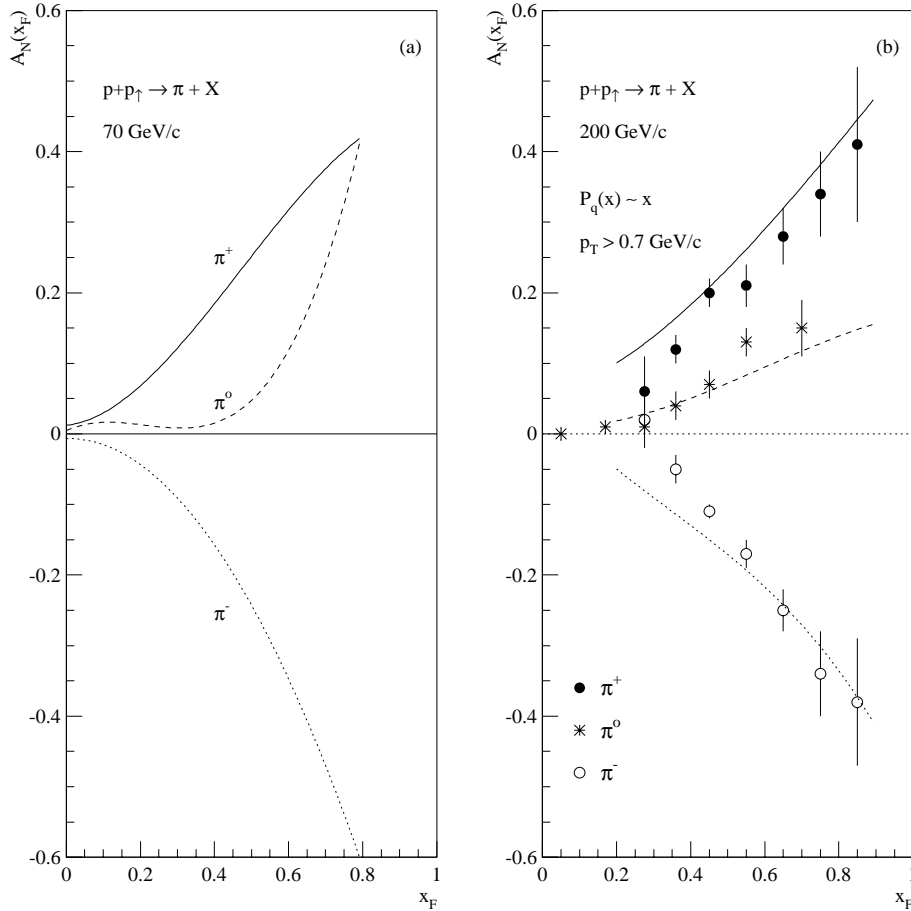 A_N(x_F)
(a)
p+p↑ → π + X
70 GeV/c
π+
πo
π-
0.6
0.4
0.2
0
-0.2
-0.4
-0.6
0 0.2 0.4 0.6 0.8 1
x_F
A_N(x_F)
(b)
p+p↑ → π + X
200 GeV/c
P_q(x) ~ x
p_T > 0.7 GeV/c
π+
πo
π-
0.6
0.4
0.2
0
-0.2
-0.4
-0.6
0 0.2 0.4 0.6 0.8 1
x_F